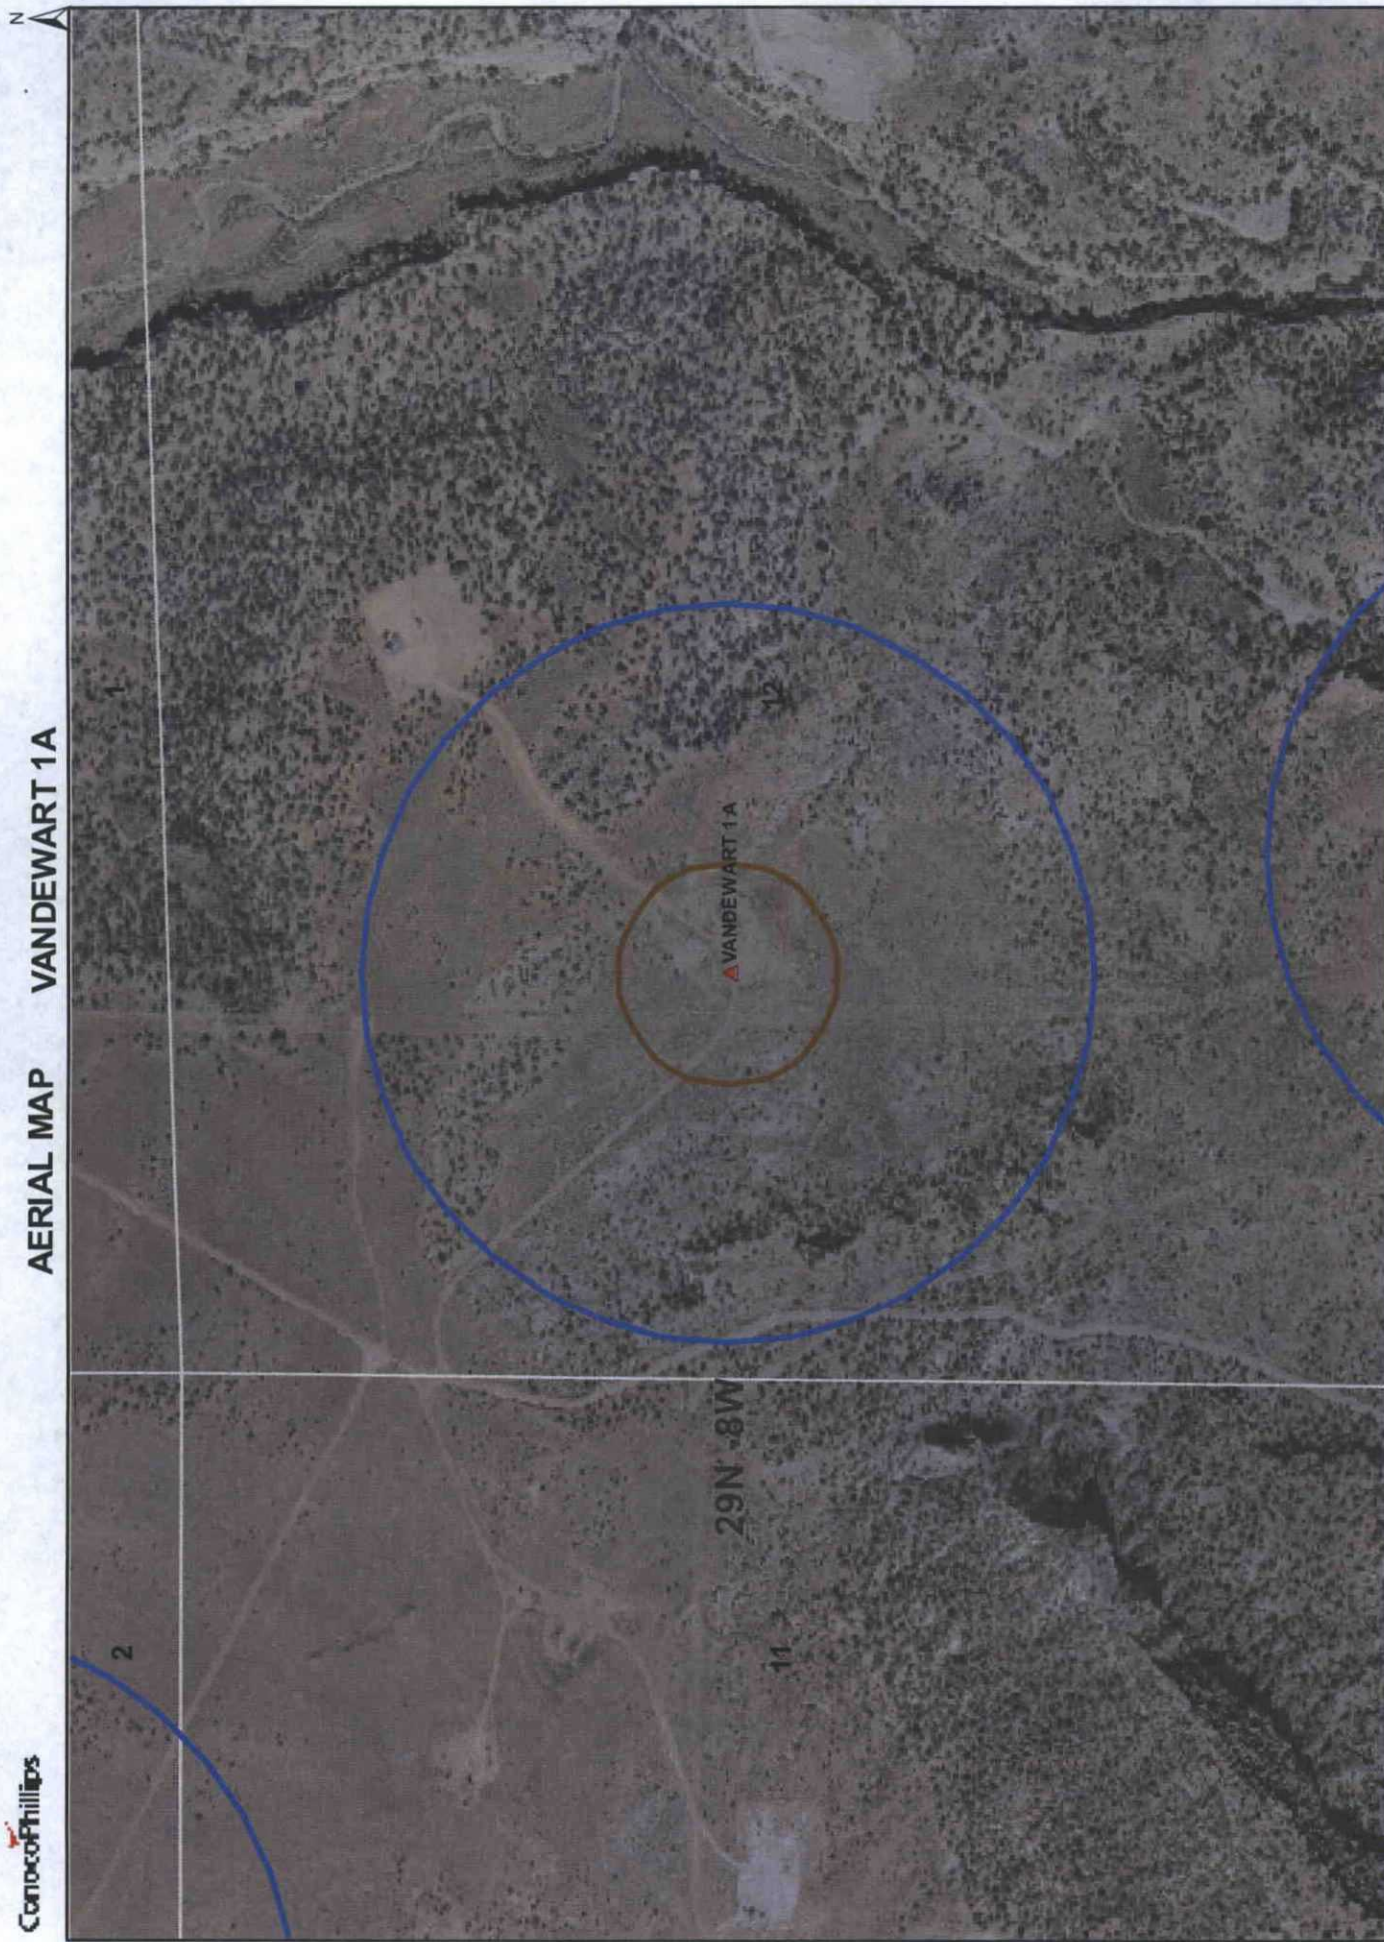 ConocoPhillips
AERIAL MAP VANDEWART 1A
N
2
1
29N 8W
VANDEWART 1A
11
12